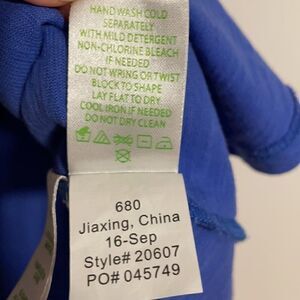 HAND WASH COLD
SEPARATELY
WITH MILD DETERGENT
NON-CHLORINE BLEACH
IF NEEDED
DO NOT WRING OR TWIST
BLOCK TO SHAPE
LAY FLAT TO DRY
COOL IRON IF NEEDED
DO NOT DRY CLEAN
680
Jiaxing, China
16-Sep
Style# 20607
PO# 045749